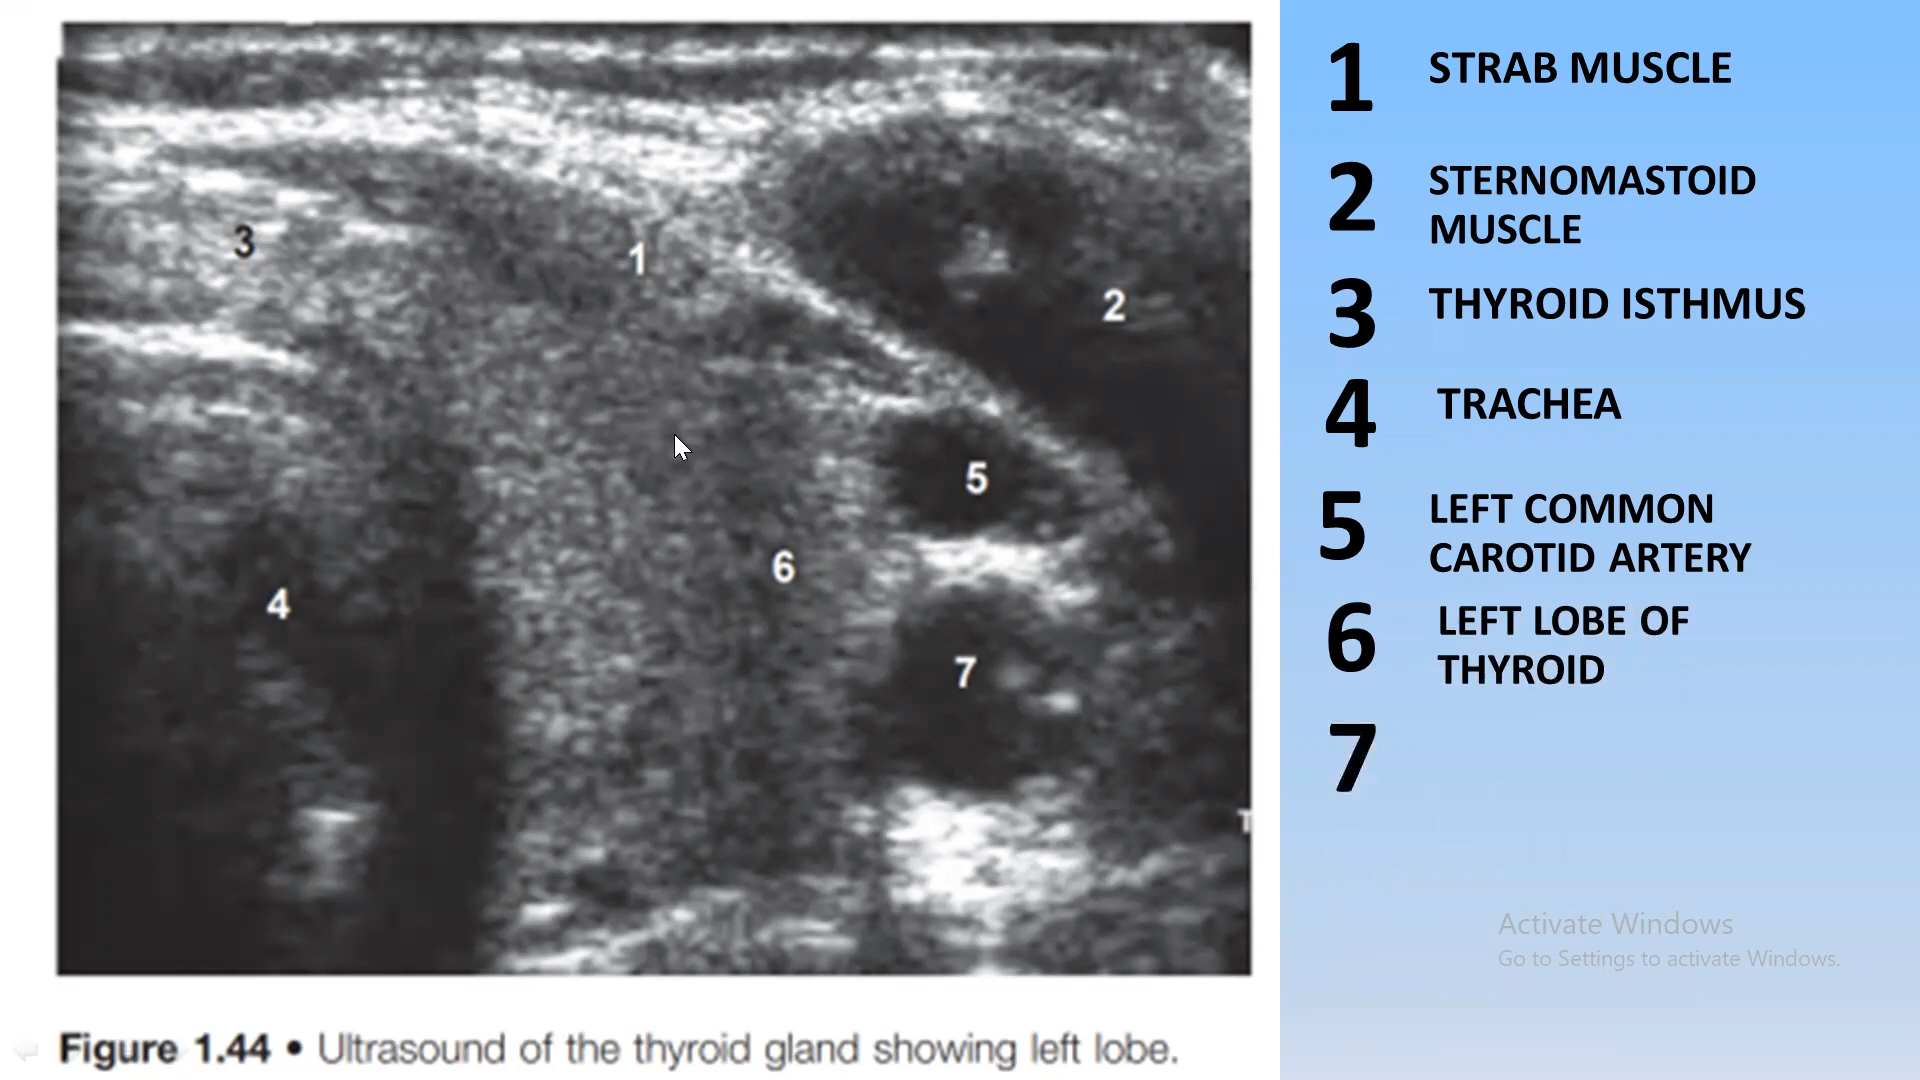 1 STRAB MUSCLE
2 STERNOMASTOID
MUSCLE
3 THYROID ISTHMUS
4 TRACHEA
5 LEFT COMMON
CAROTID ARTERY
6 LEFT LOBE OF
THYROID
7
3
1
2
5
6
4
7
T
Activate Windows
Go to Settings to activate Windows.
Figure 1.44 • Ultrasound of the thyroid gland showing left lobe.